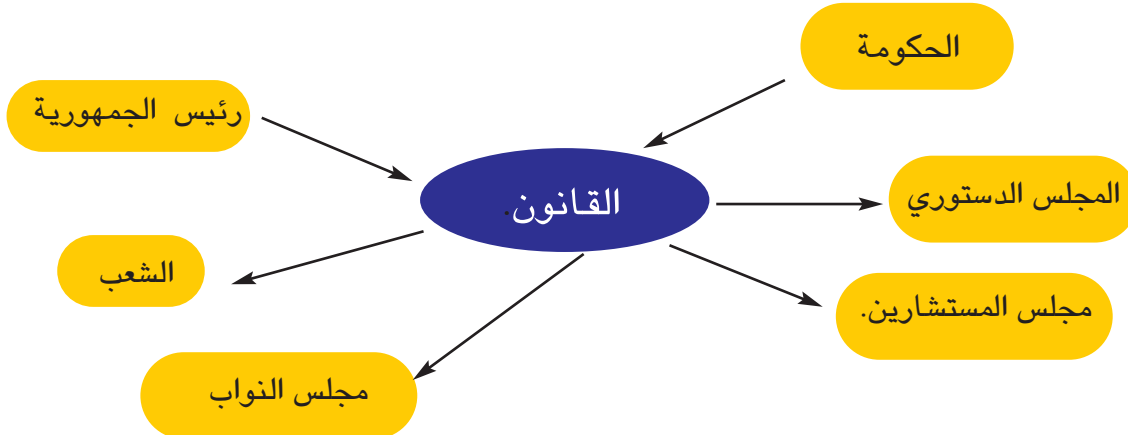 الحكومة
رئيس الجمهورية
القانون.
المجلس الدستوري
الشعب
مجلس المستشارين.
مجلس النواب